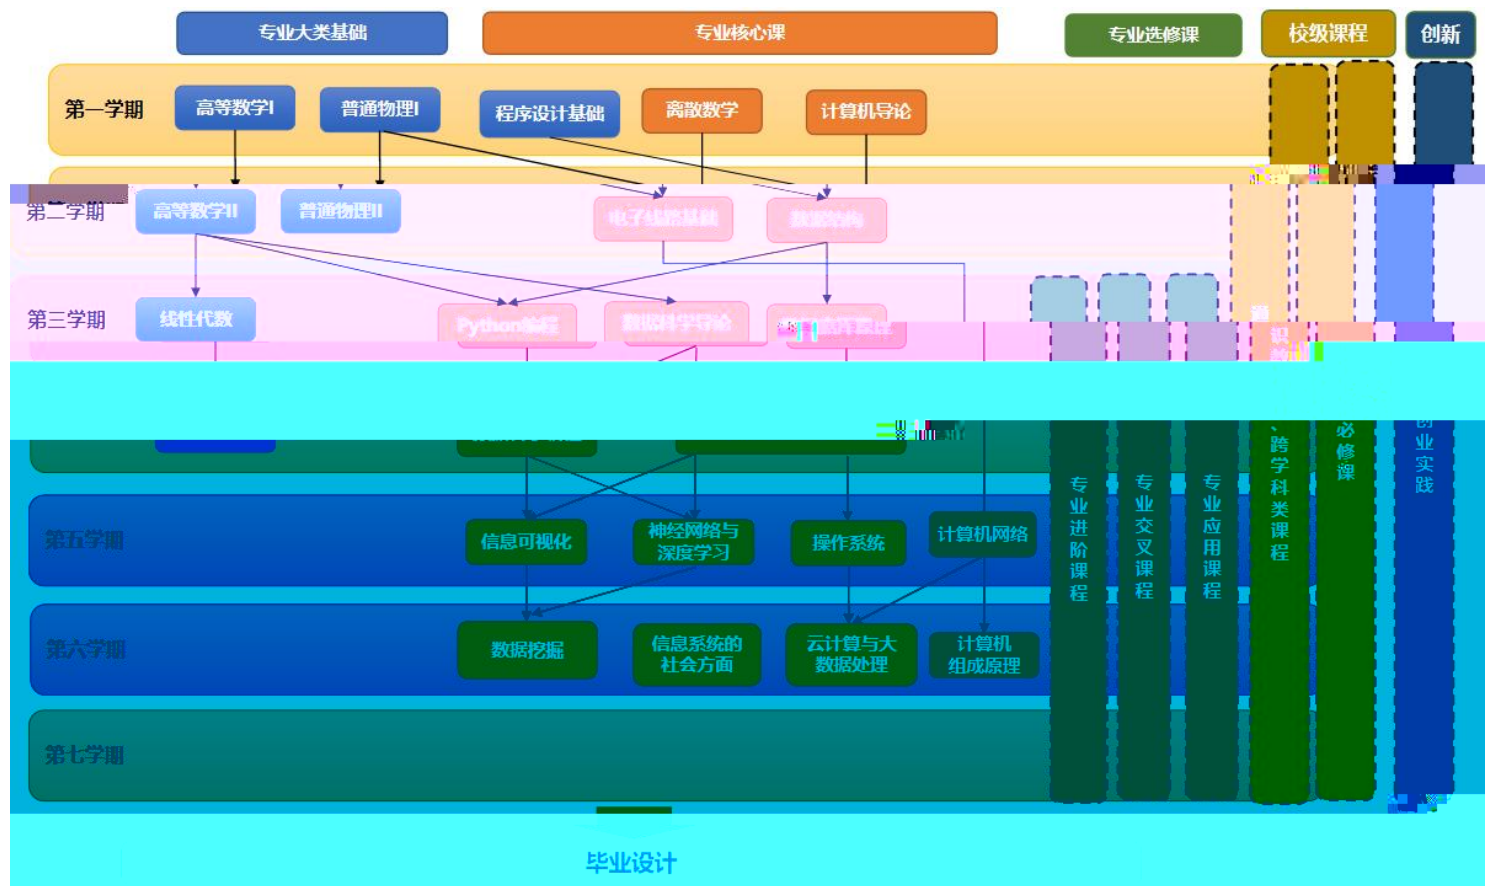 专业大类基础
专业核心课
专业选修课
校级课程
创新
第一学期
高等数学I
普通物理I
程序设计基础
离散数学
计算机导论
第二学期
高等数学II
普通物理II
电子线路基础
数据结构
第三学期
线性代数
Python编程
数据科学导论
第五学期
信息可视化
神经网络与
深度学习
操作系统
计算机网络
第六学期
数据挖掘
信息系统的
社会方面
云计算与大
数据处理
计算机
组成原理
第七学期
专业进阶课程
专业交叉课程
专业应用课程
、跨学科类课程
必修课
创业实践
毕业设计